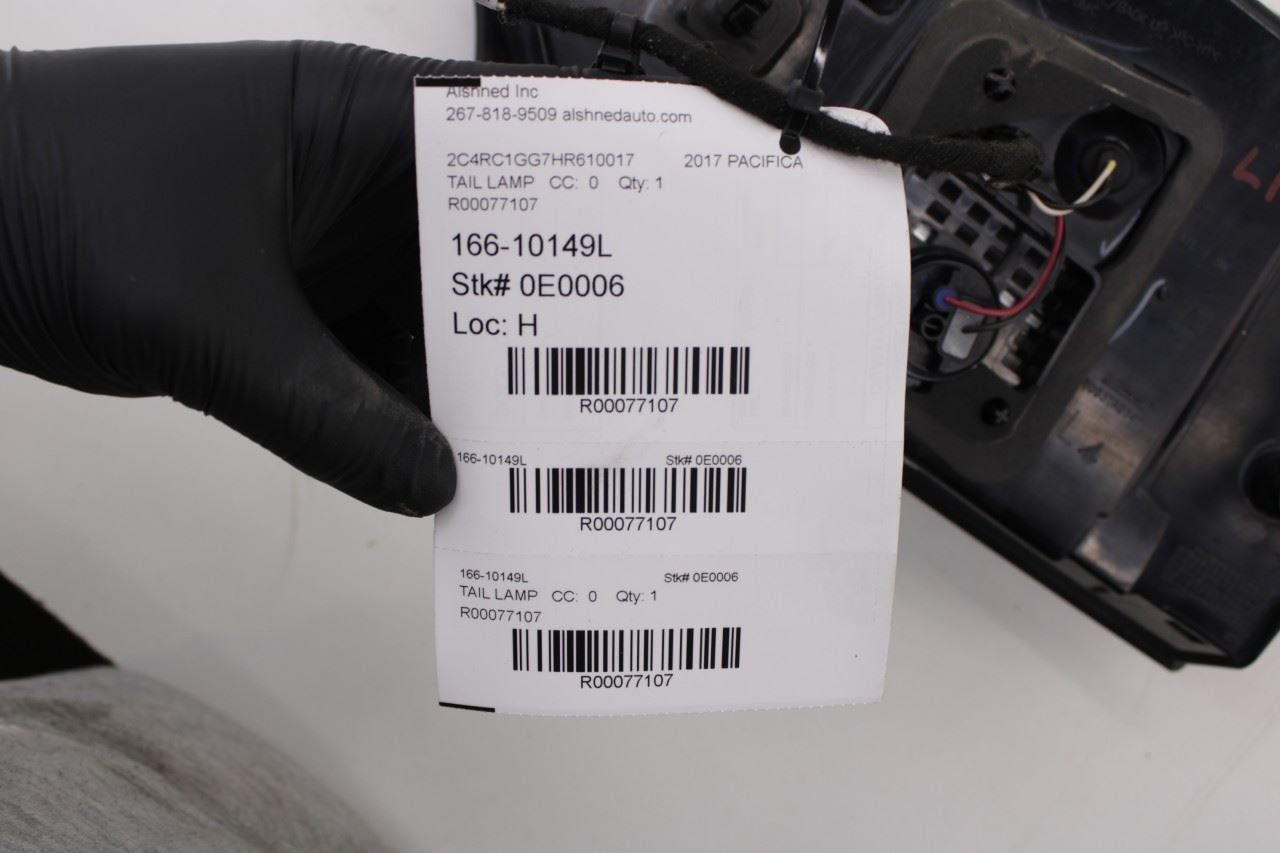 Alshned Inc
267-818-9509 alshnedauto.com
2C4RC1GG7HR610017 2017 PACIFICA
TAIL LAMP CC: 0 Qty: 1
R00077107
166-10149L
Stk# 0E0006
Loc: H
R00077107
166-10149L Stk# 0E0006
R00077107
166-10149L Stk# 0E0006
TAIL LAMP CC: 0 Qty: 1
R00077107
R00077107
4